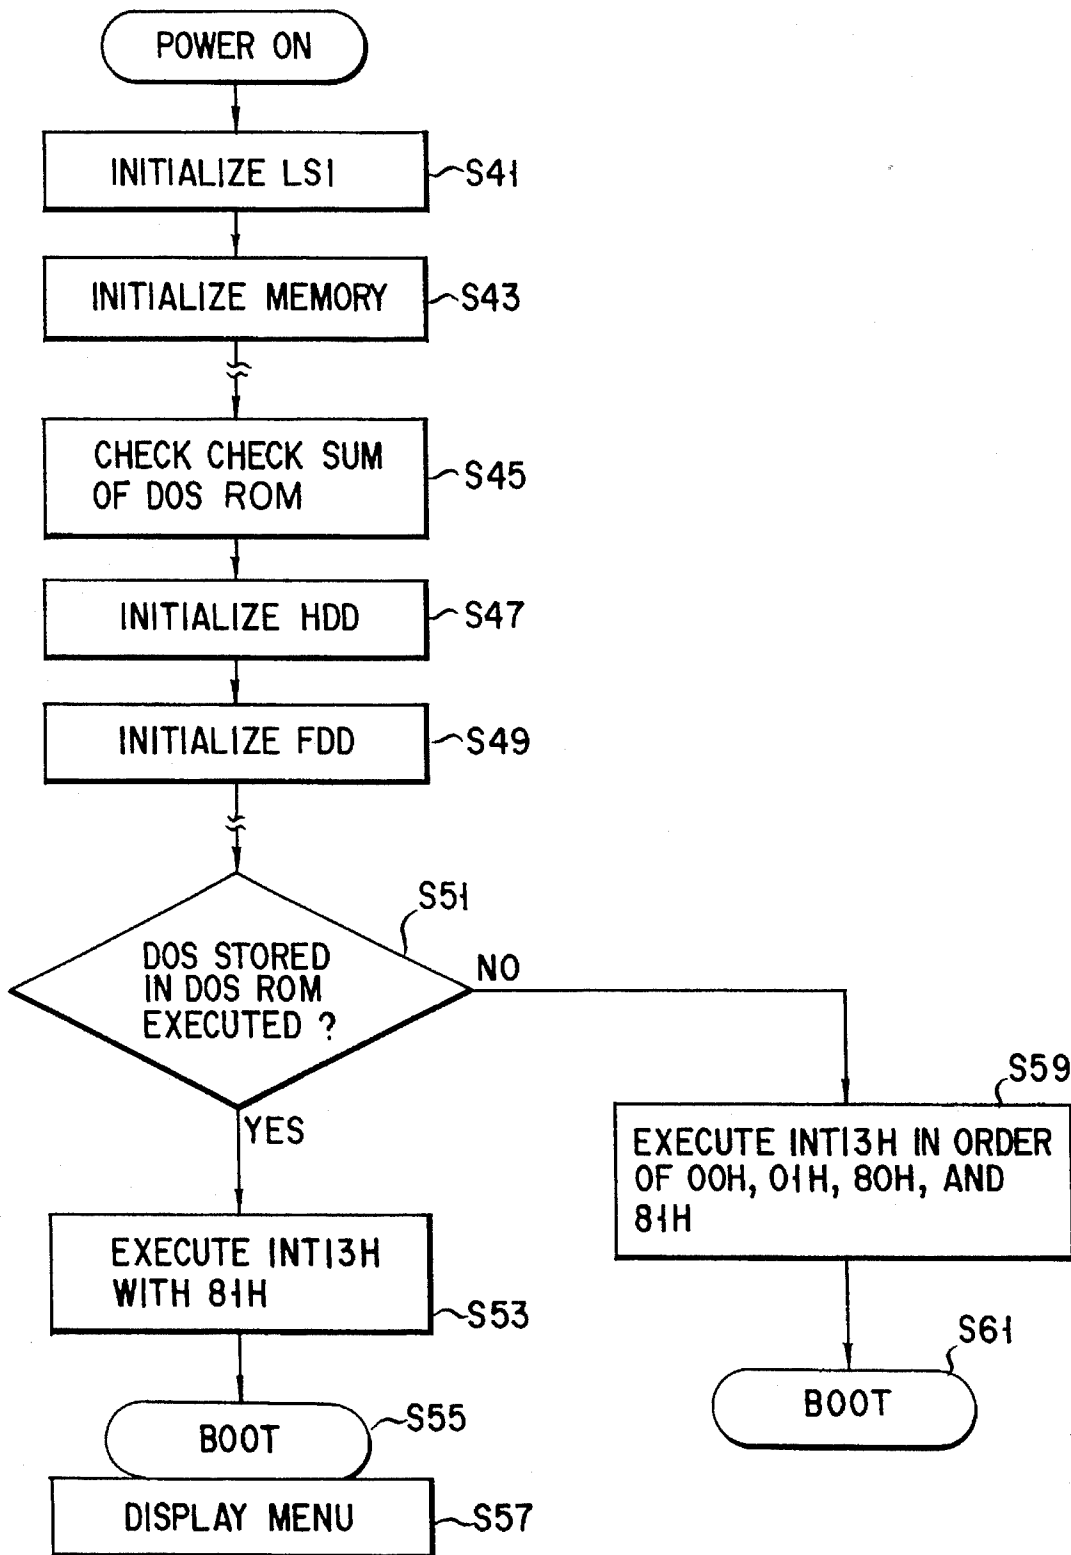 POWER ON
INITIALIZE LSI
S41
INITIALIZE MEMORY
S43
CHECK CHECK SUM
OF DOS ROM
S45
INITIALIZE HDD
S47
INITIALIZE FDD
S49
S51
DOS STORED
IN DOS ROM
EXECUTED ?
NO
YES
S59
EXECUTE INT13H IN ORDER
OF 00H, 01H, 80H, AND
81H
EXECUTE INT13H
WITH 81H
S53
S61
BOOT
S55
BOOT
DISPLAY MENU
S57